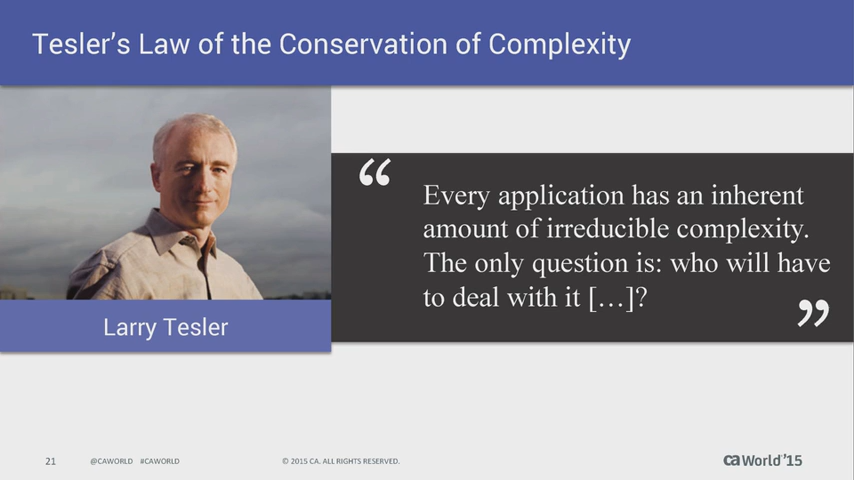 Tesler’s Law of the Conservation of Complexity
“
Every application has an inherent
amount of irreducible complexity.
The only question is: who will have
to deal with it […]?
”
Larry Tesler
21 @CAWORLD #CAWORLD © 2015 CA. ALL RIGHTS RESERVED. ca World ’15